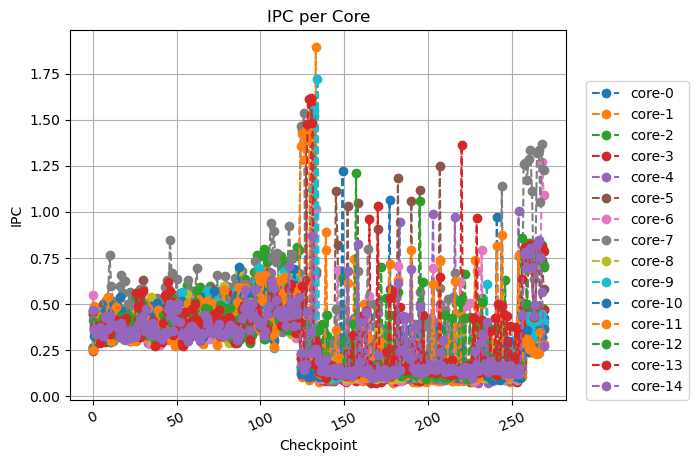 IPC per Core
IPC
1.75
1.50
1.25
1.00
0.75
0.50
0.25
0.00
0
50
100
150
200
250
Checkpoint
core-0
core-1
core-2
core-3
core-4
core-5
core-6
core-7
core-8
core-9
core-10
core-11
core-12
core-13
core-14